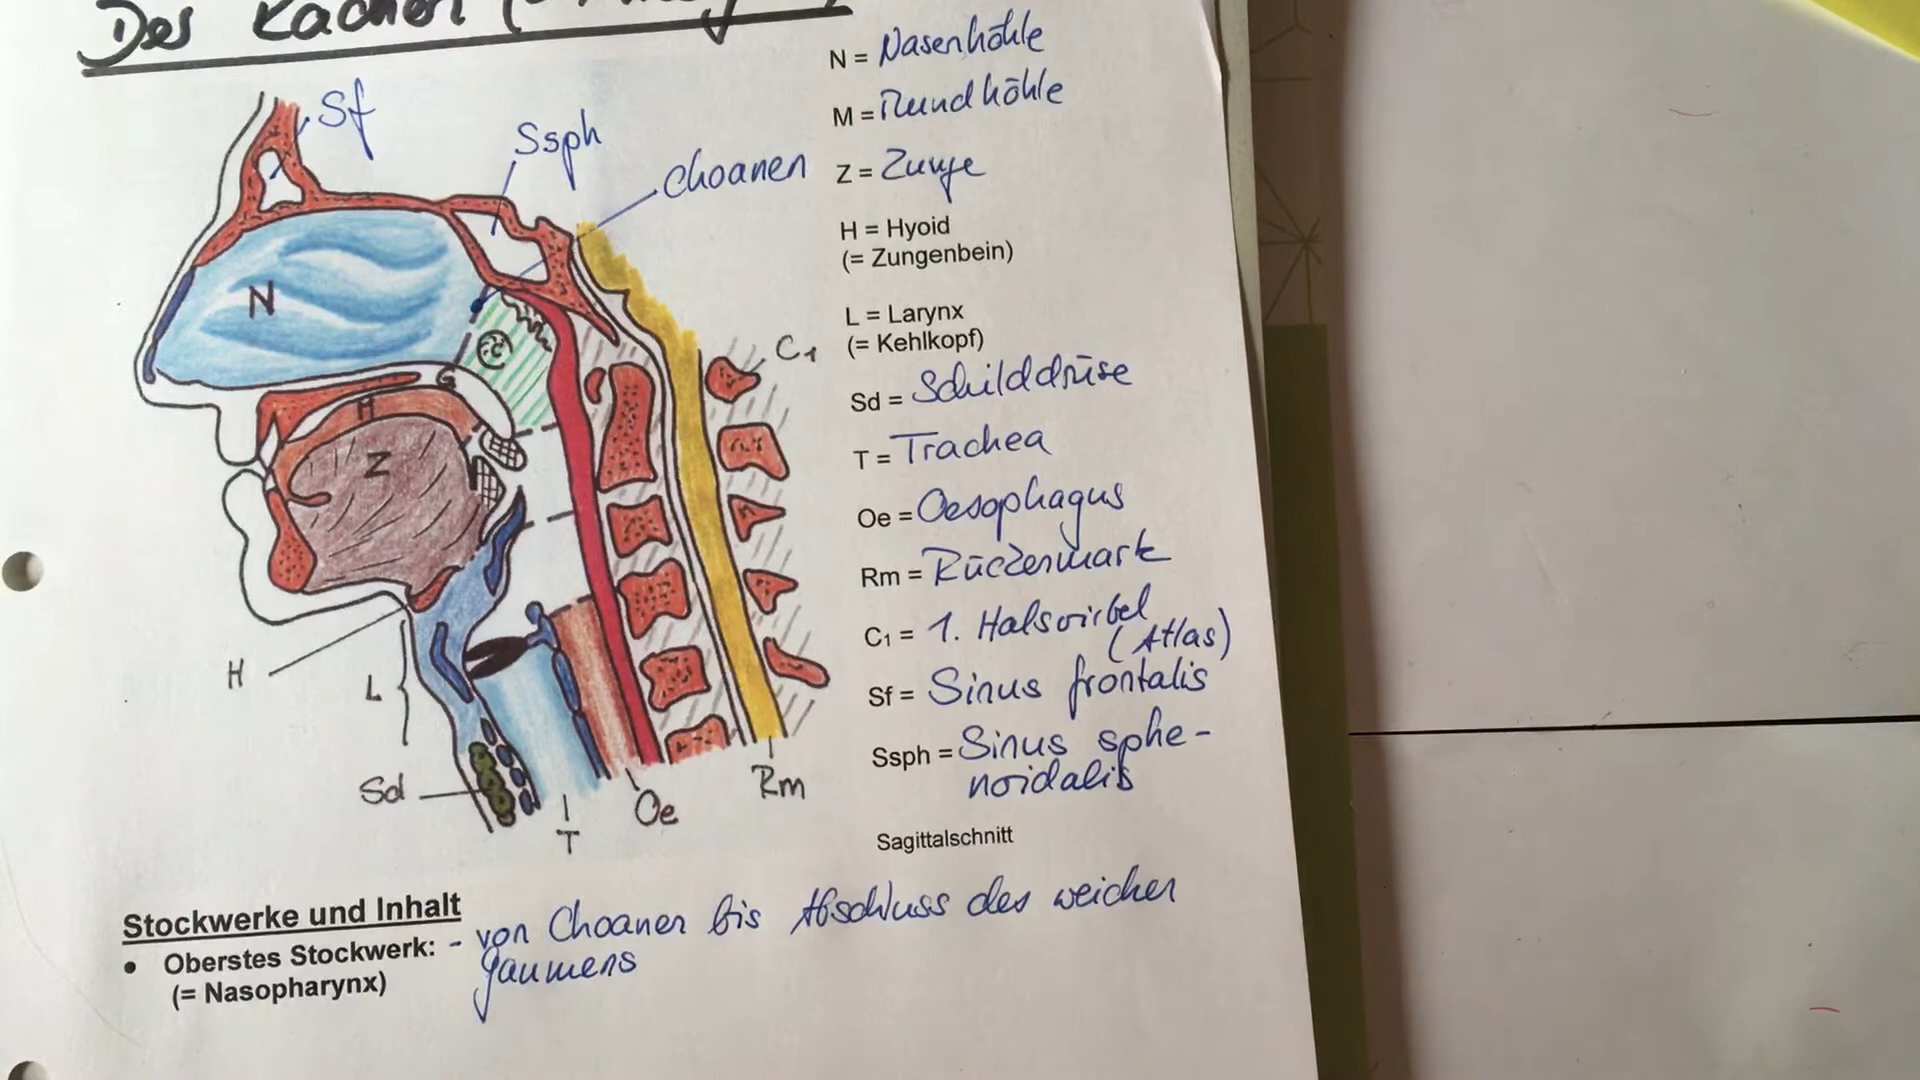 Der Rachen
N = Nasenhöhle
M = Mundhöhle
Z = Zunge
H = Hyoid
(= Zungenbein)
L = Larynx
(= Kehlkopf)
Sd = Schilddrüse
T = Trachea
Oe = Oesophagus
Rm = Rückenmark
C1 = 1. Halswirbel
(Atlas)
Sf = Sinus frontalis
Ssph = Sinus sphe-
noidalis
Sagittalschnitt
Sf
Ssph
Choanen
N
C1
G
M
Z
H
L
Sd
T
Oe
Rm
Stockwerke und Inhalt
• Oberstes Stockwerk: - von Choanen bis Abschluss des weichen
(= Nasopharynx) Gaumens